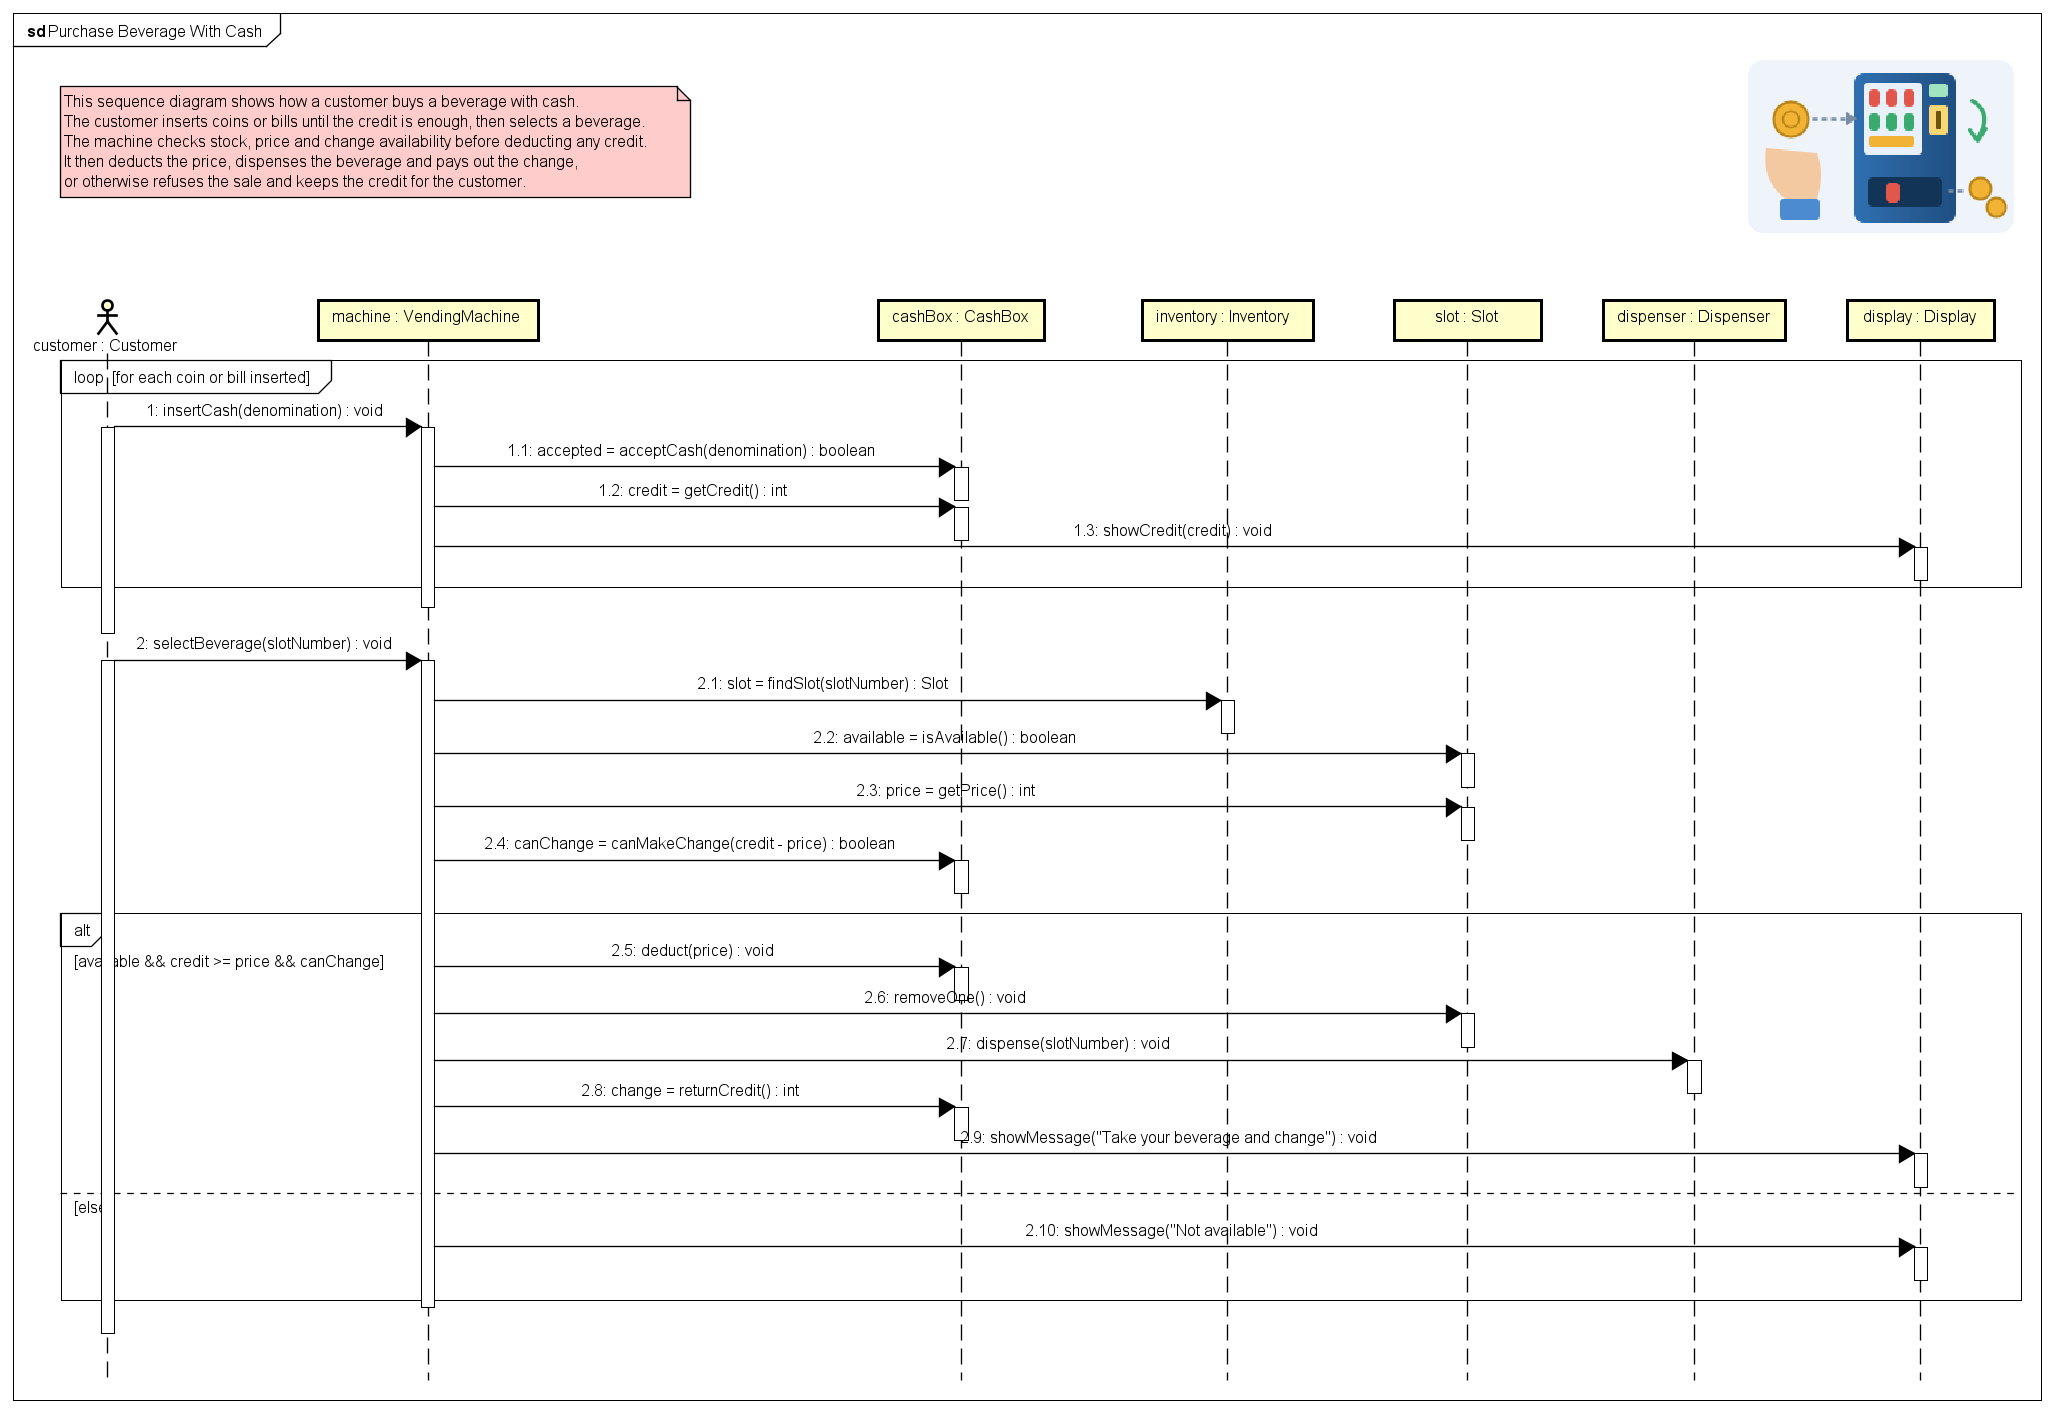 sd Purchase Beverage With Cash
This sequence diagram shows how a customer buys a beverage with cash.
The customer inserts coins or bills until the credit is enough, then selects a beverage.
The machine checks stock, price and change availability before deducting any credit.
It then deducts the price, dispenses the beverage and pays out the change,
or otherwise refuses the sale and keeps the credit for the customer.
customer : Customer
machine : VendingMachine
cashBox : CashBox
inventory : Inventory
slot : Slot
dispenser : Dispenser
display : Display
loop [for each coin or bill inserted]
1: insertCash(denomination) : void
1.1: accepted = acceptCash(denomination) : boolean
1.2: credit = getCredit() : int
1.3: showCredit(credit) : void
2: selectBeverage(slotNumber) : void
2.1: slot = findSlot(slotNumber) : Slot
2.2: available = isAvailable() : boolean
2.3: price = getPrice() : int
2.4: canChange = canMakeChange(credit - price) : boolean
alt
[available && credit >= price && canChange]
2.5: deduct(price) : void
2.6: removeOne() : void
2.7: dispense(slotNumber) : void
2.8: change = returnCredit() : int
2.9: showMessage("Take your beverage and change") : void
[else
2.10: showMessage("Not available") : void